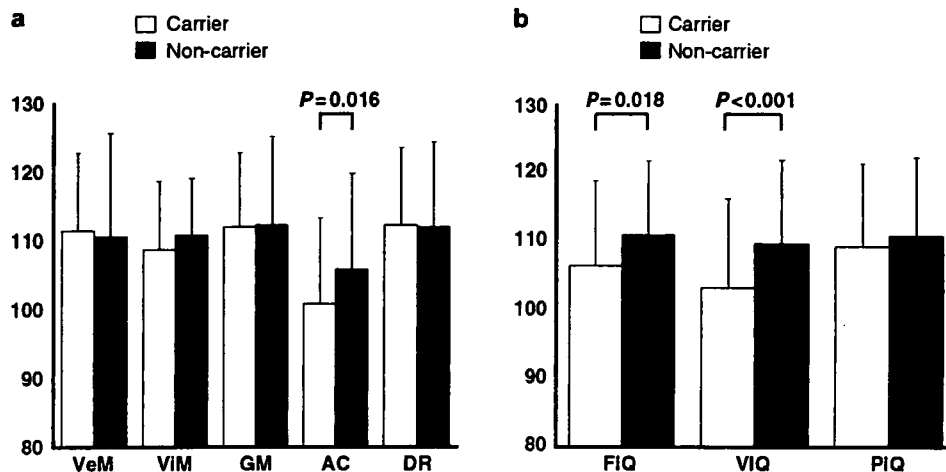 a
Carrier
Non-carrier
P=0.016
130
120
110
100
90
80
VeM ViM GM AC DR
b
Carrier
Non-carrier
P=0.018 P<0.001
130
120
110
100
90
80
FIQ VIQ PIQ